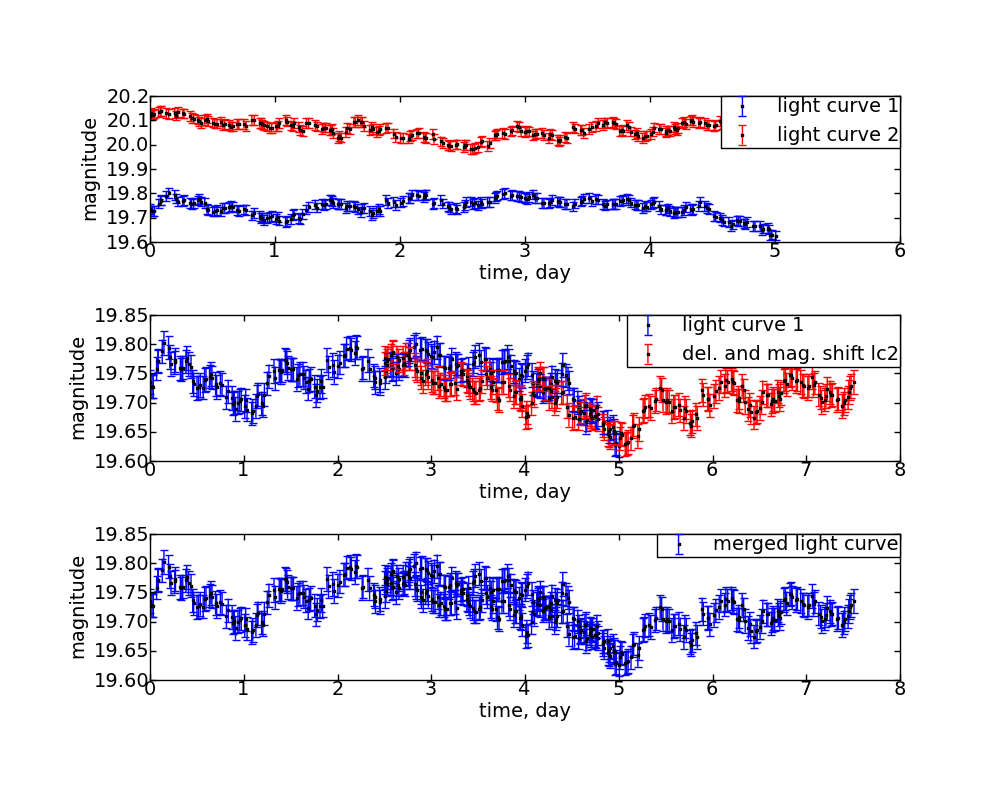 20.2
20.1
20.0
19.9
19.8
19.7
19.6
magnitude
light curve 1
light curve 2
0 1 2 3 4 5 6
time, day
19.85
19.80
19.75
19.70
19.65
19.60
magnitude
light curve 1
del. and mag. shift lc2
0 1 2 3 4 5 6 7 8
time, day
19.85
19.80
19.75
19.70
19.65
19.60
magnitude
merged light curve
0 1 2 3 4 5 6 7 8
time, day